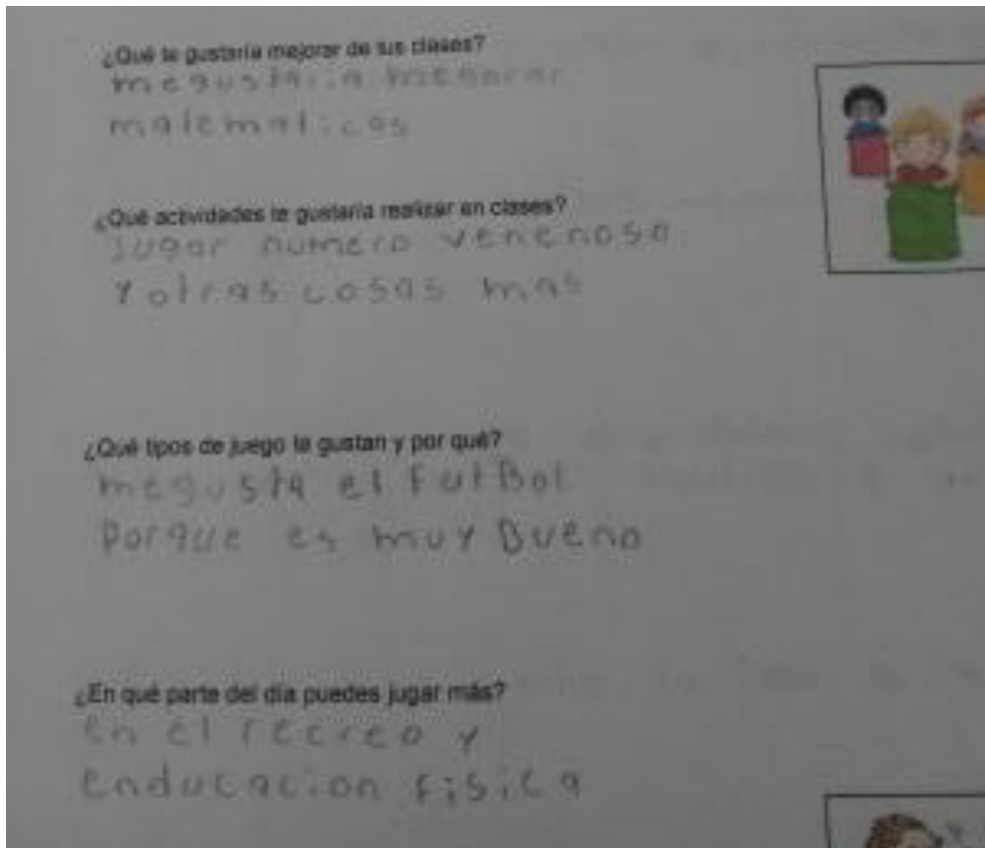 ¿Qué te gustaría mejorar de tus clases?
megustaria megorar
matematicas
¿Qué actividades te gustaría realizar en clases?
Jugar numero venenoso
Y otras cosas mas
¿Qué tipos de juego te gustan y por qué?
megusta el FutBol
Porque es muy Bueno
¿En qué parte del día puedes jugar más?
en el recreo y
enducacion Fisica